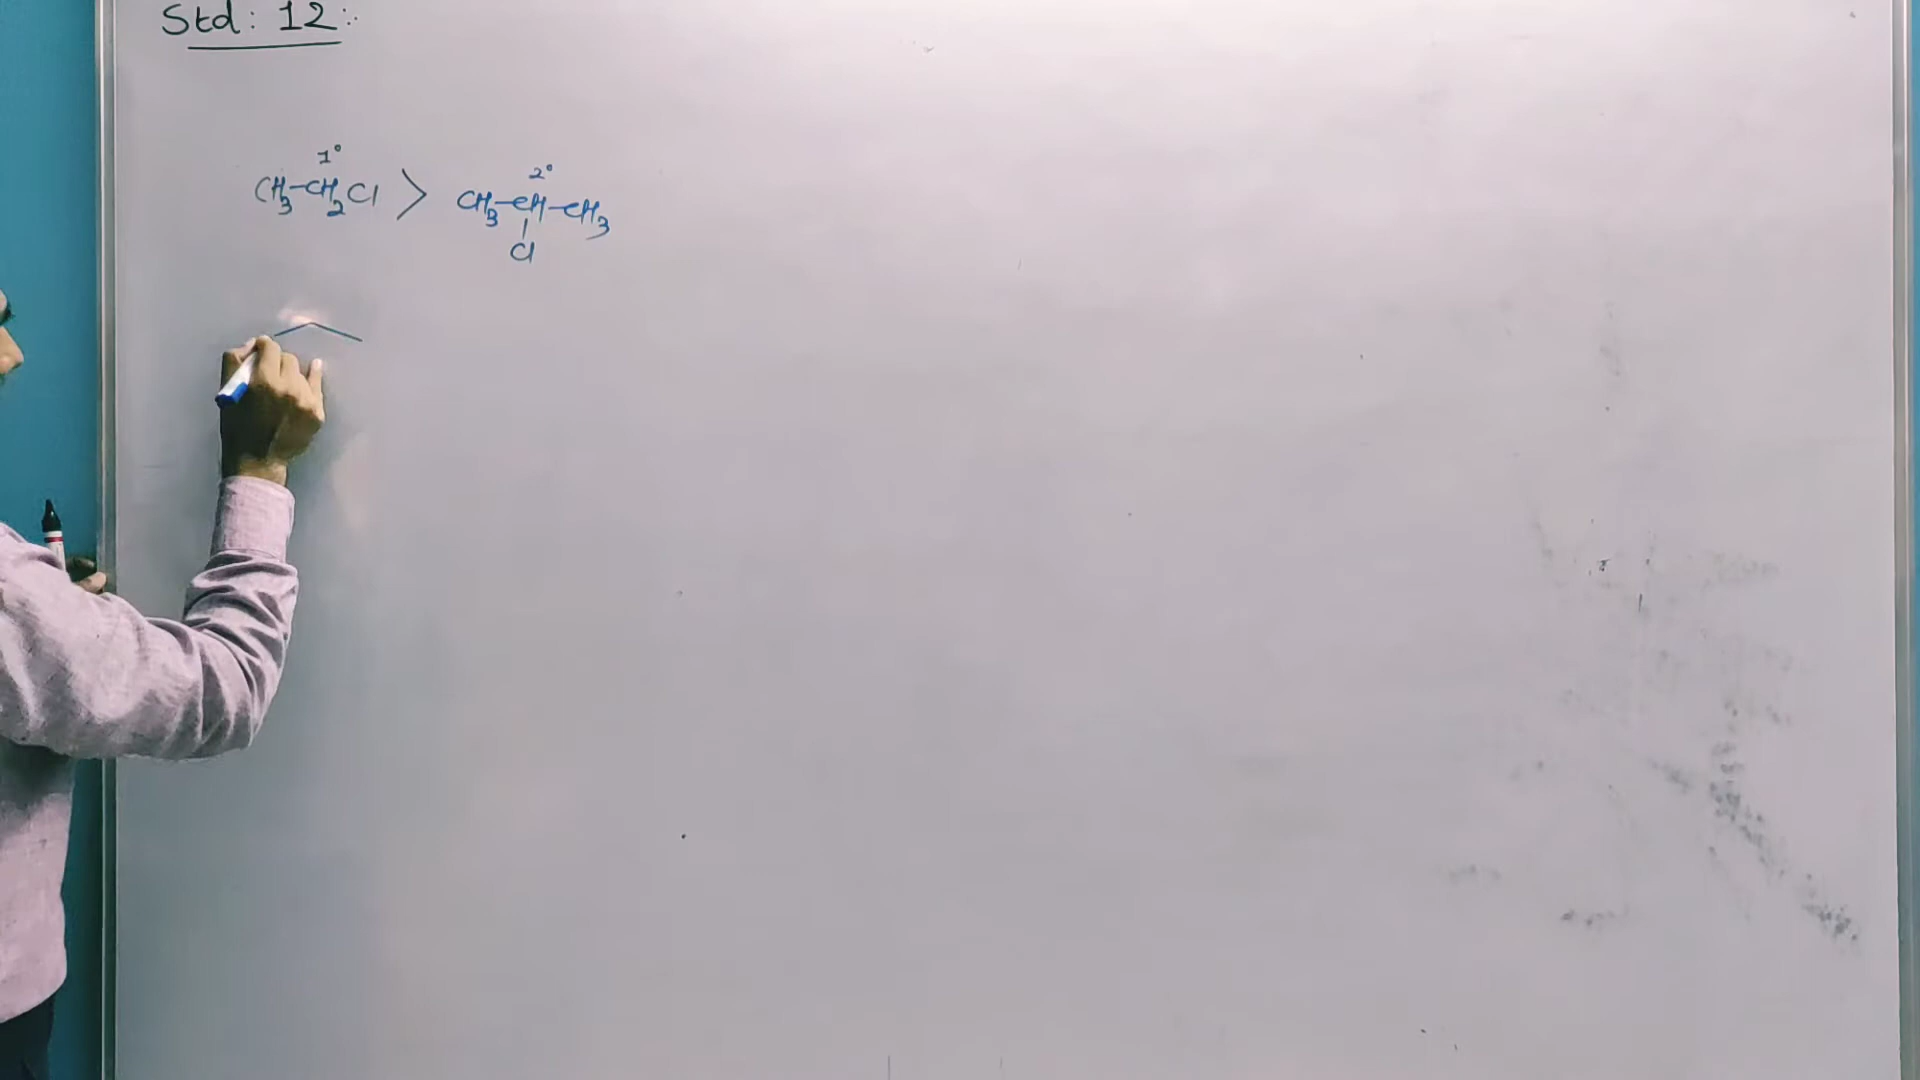 Std: 12:
1° 2°
CH₃-CH₂Cl > CH₃-CH-CH₃
|
Cl